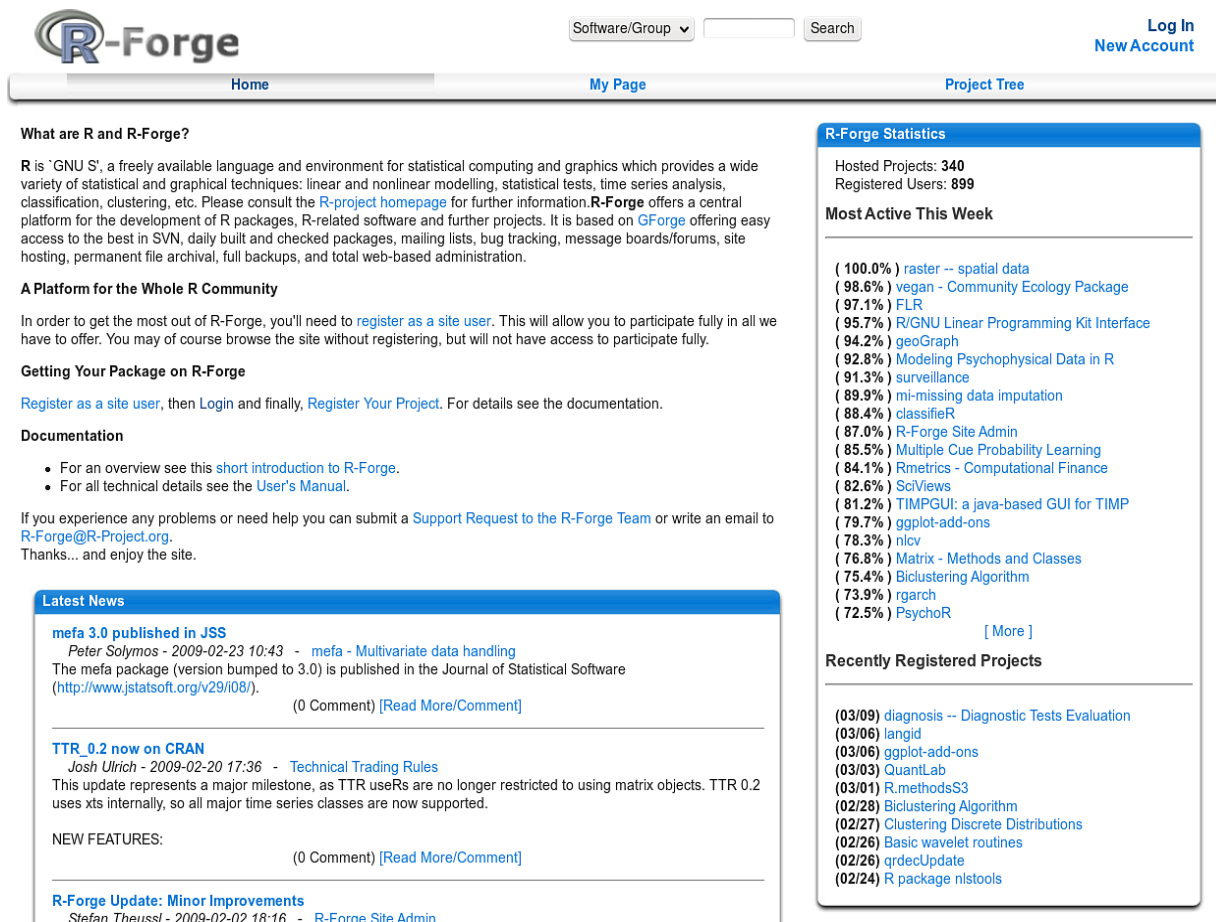 R-Forge
Software/Group
Search
Log In
New Account
Home
My Page
Project Tree
What are R and R-Forge?
R is `GNU S', a freely available language and environment for statistical computing and graphics which provides a wide
variety of statistical and graphical techniques: linear and nonlinear modelling, statistical tests, time series analysis,
classification, clustering, etc. Please consult the R-project homepage for further information.R-Forge offers a central
platform for the development of R packages, R-related software and further projects. It is based on GForge offering easy
access to the best in SVN, daily built and checked packages, mailing lists, bug tracking, message boards/forums, site
hosting, permanent file archival, full backups, and total web-based administration.
A Platform for the Whole R Community
In order to get the most out of R-Forge, you'll need to register as a site user. This will allow you to participate fully in all we
have to offer. You may of course browse the site without registering, but will not have access to participate fully.
Getting Your Package on R-Forge
Register as a site user, then Login and finally, Register Your Project. For details see the documentation.
Documentation
• For an overview see this short introduction to R-Forge.
• For all technical details see the User's Manual.
If you experience any problems or need help you can submit a Support Request to the R-Forge Team or write an email to
R-Forge@R-Project.org.
Thanks... and enjoy the site.
Latest News
mefa 3.0 published in JSS
Peter Solymos - 2009-02-23 10:43 - mefa - Multivariate data handling
The mefa package (version bumped to 3.0) is published in the Journal of Statistical Software
(http://www.jstatsoft.org/v29/i08/).
(0 Comment) [Read More/Comment]
TTR_0.2 now on CRAN
Josh Ulrich - 2009-02-20 17:36 - Technical Trading Rules
This update represents a major milestone, as TTR useRs are no longer restricted to using matrix objects. TTR 0.2
uses xts internally, so all major time series classes are now supported.
NEW FEATURES:
(0 Comment) [Read More/Comment]
R-Forge Update: Minor Improvements
Stefan Theussl - 2009-02-02 18:16 - R-Forge Site Admin
R-Forge Statistics
Hosted Projects: 340
Registered Users: 899
Most Active This Week
( 100.0% ) raster -- spatial data
( 98.6% ) vegan - Community Ecology Package
( 97.1% ) FLR
( 95.7% ) R/GNU Linear Programming Kit Interface
( 94.2% ) geoGraph
( 92.8% ) Modeling Psychophysical Data in R
( 91.3% ) surveillance
( 89.9% ) mi-missing data imputation
( 88.4% ) classifieR
( 87.0% ) R-Forge Site Admin
( 85.5% ) Multiple Cue Probability Learning
( 84.1% ) Rmetrics - Computational Finance
( 82.6% ) SciViews
( 81.2% ) TIMPGUI: a java-based GUI for TIMP
( 79.7% ) ggplot-add-ons
( 78.3% ) nlcv
( 76.8% ) Matrix - Methods and Classes
( 75.4% ) Biclustering Algorithm
( 73.9% ) rgarch
( 72.5% ) PsychoR
[ More ]
Recently Registered Projects
(03/09) diagnosis -- Diagnostic Tests Evaluation
(03/06) langid
(03/06) ggplot-add-ons
(03/03) QuantLab
(03/01) R.methodsS3
(02/28) Biclustering Algorithm
(02/27) Clustering Discrete Distributions
(02/26) Basic wavelet routines
(02/26) qrdecUpdate
(02/24) R package nlstools